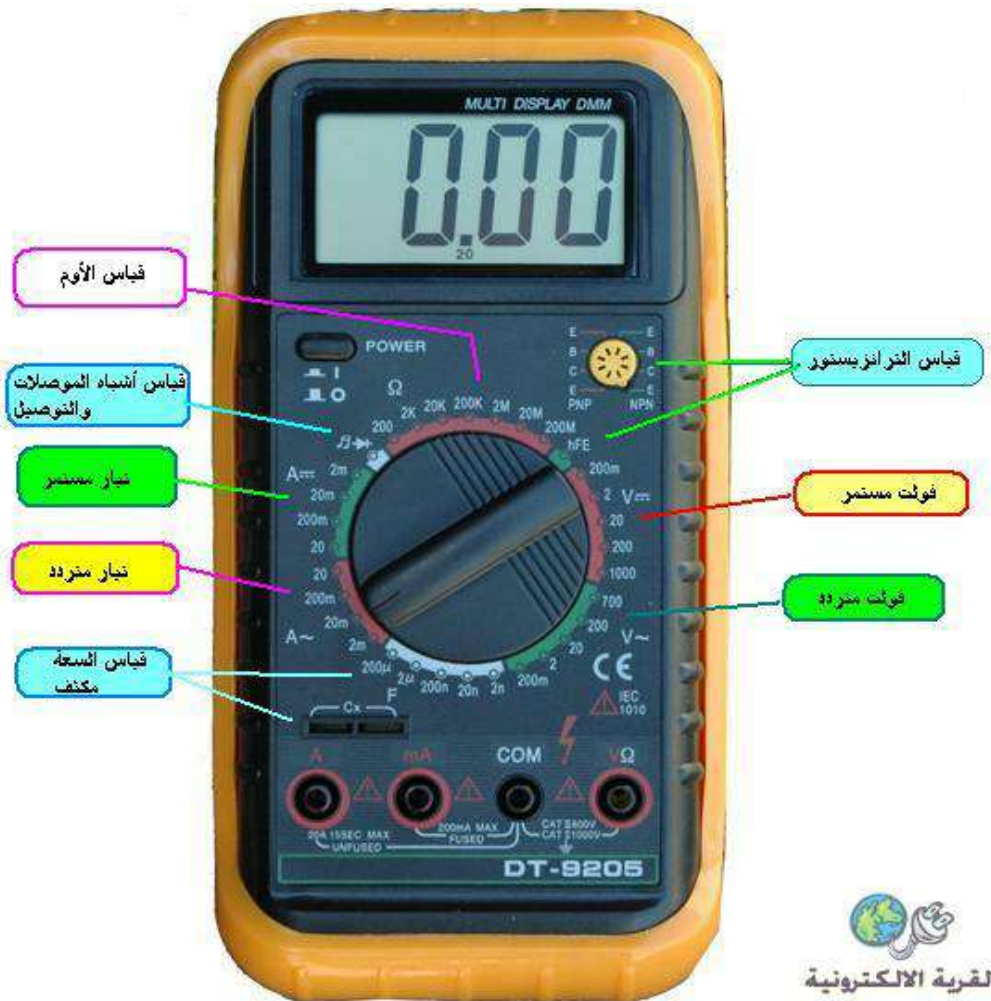 MULTI DISPLAY DMM
0.00
20
قياس الأوم
POWER
I
O
E E
B B
C C
E E
PNP NPN
قياس الترانزيستور
قياس أشباه الموصلات
والتوصيل
Ω
200 2K 20K 200K 2M 20M 200M
hFE
A⎓
2m
20m
200m
20
تيار مستمر
200m
2
20
200
1000
V⎓
فولت مستمر
تيار متردد
20
200m
20m
2m
A~
700
200
20
2
200m
V~
فولت متردد
قياس السعة
مكثف
200µ 2µ 200n 20n 2n
F
Cx
CE
IEC
1010
A mA COM VΩ
20A 15SEC MAX
UNFUSED
200mA MAX
FUSED
CAT II 1000V
DT-9205
لقرية الالكترونية